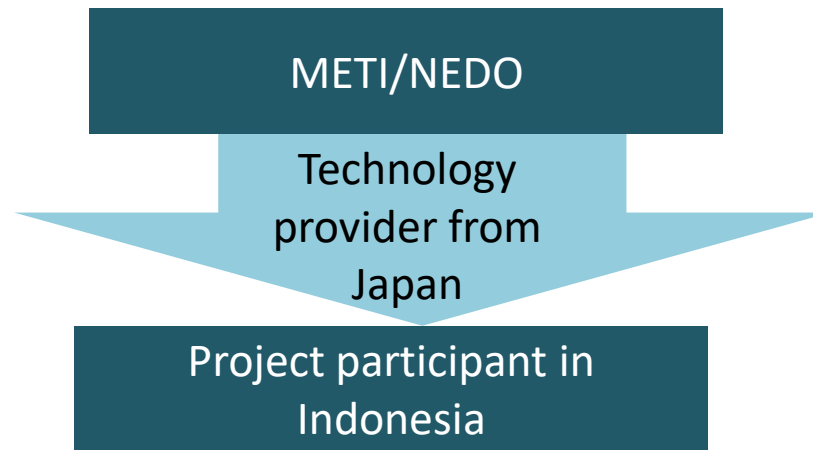 METI/NEDO
Technology
provider from
Japan
Project participant in
Indonesia